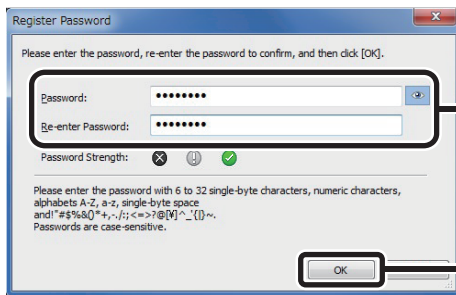 Register Password
Please enter the password, re-enter the password to confirm, and then click [OK].
Password: ••••••••
Re-enter Password: ••••••••
Password Strength:
Please enter the password with 6 to 32 single-byte characters, numeric characters,
alphabets A-Z, a-z, single-byte space
and!"#$%&()*+,-./:;<=>?@[¥]^_'{|}~.
Passwords are case-sensitive.
OK